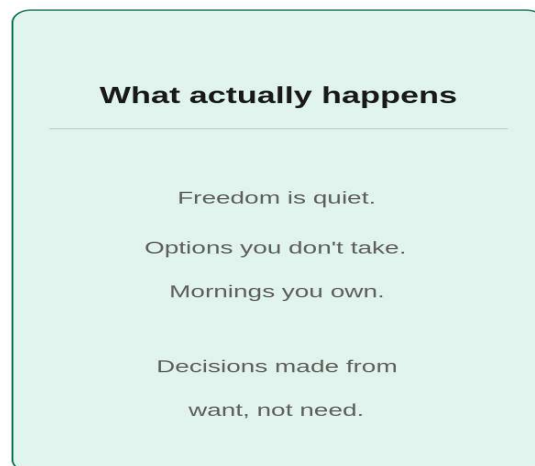 What actually happens
Freedom is quiet.
Options you don't take.
Mornings you own.
Decisions made from
want, not need.